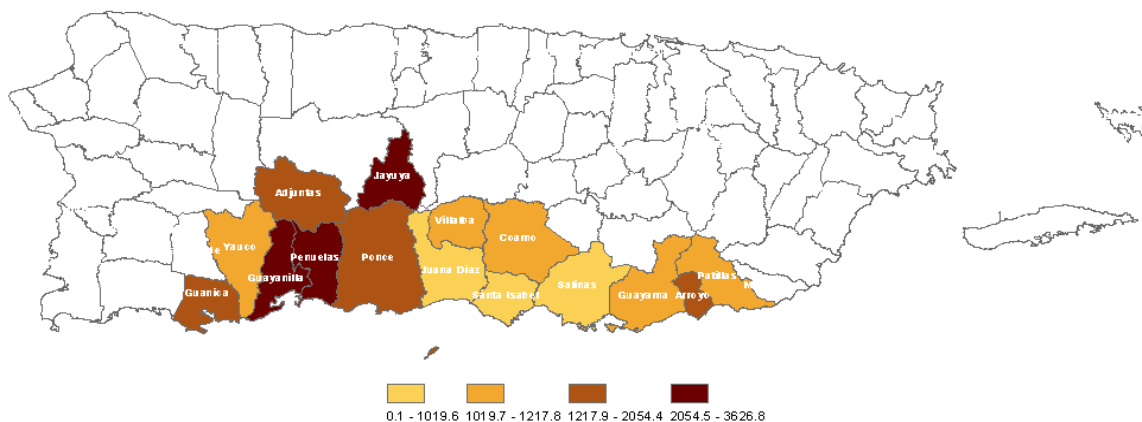 Jayuya
Adjuntas
Villalba
Coamo
Yauco
Penuelas
Ponce
Juana Diaz
Guayanilla
Patillas
Salinas
Guanica
Santa Isabel
Guayama
Arroyo
0.1 - 1019.6
1019.7 - 1217.8
1217.9 - 2054.4
2054.5 - 3626.8